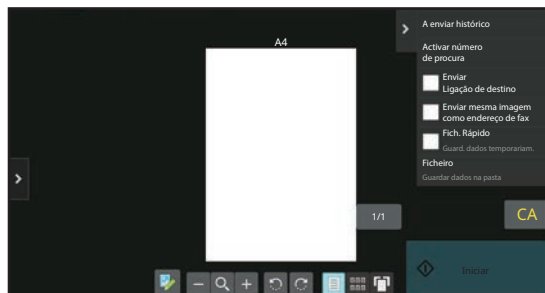 A4
A enviar histórico
Activar número
de procura
Enviar
Ligação de destino
Enviar mesma imagem
como endereço de fax
Fich. Rápido
Guard. dados temporariam.
Ficheiro
Guardar dados na pasta
1/1
CA
Iniciar